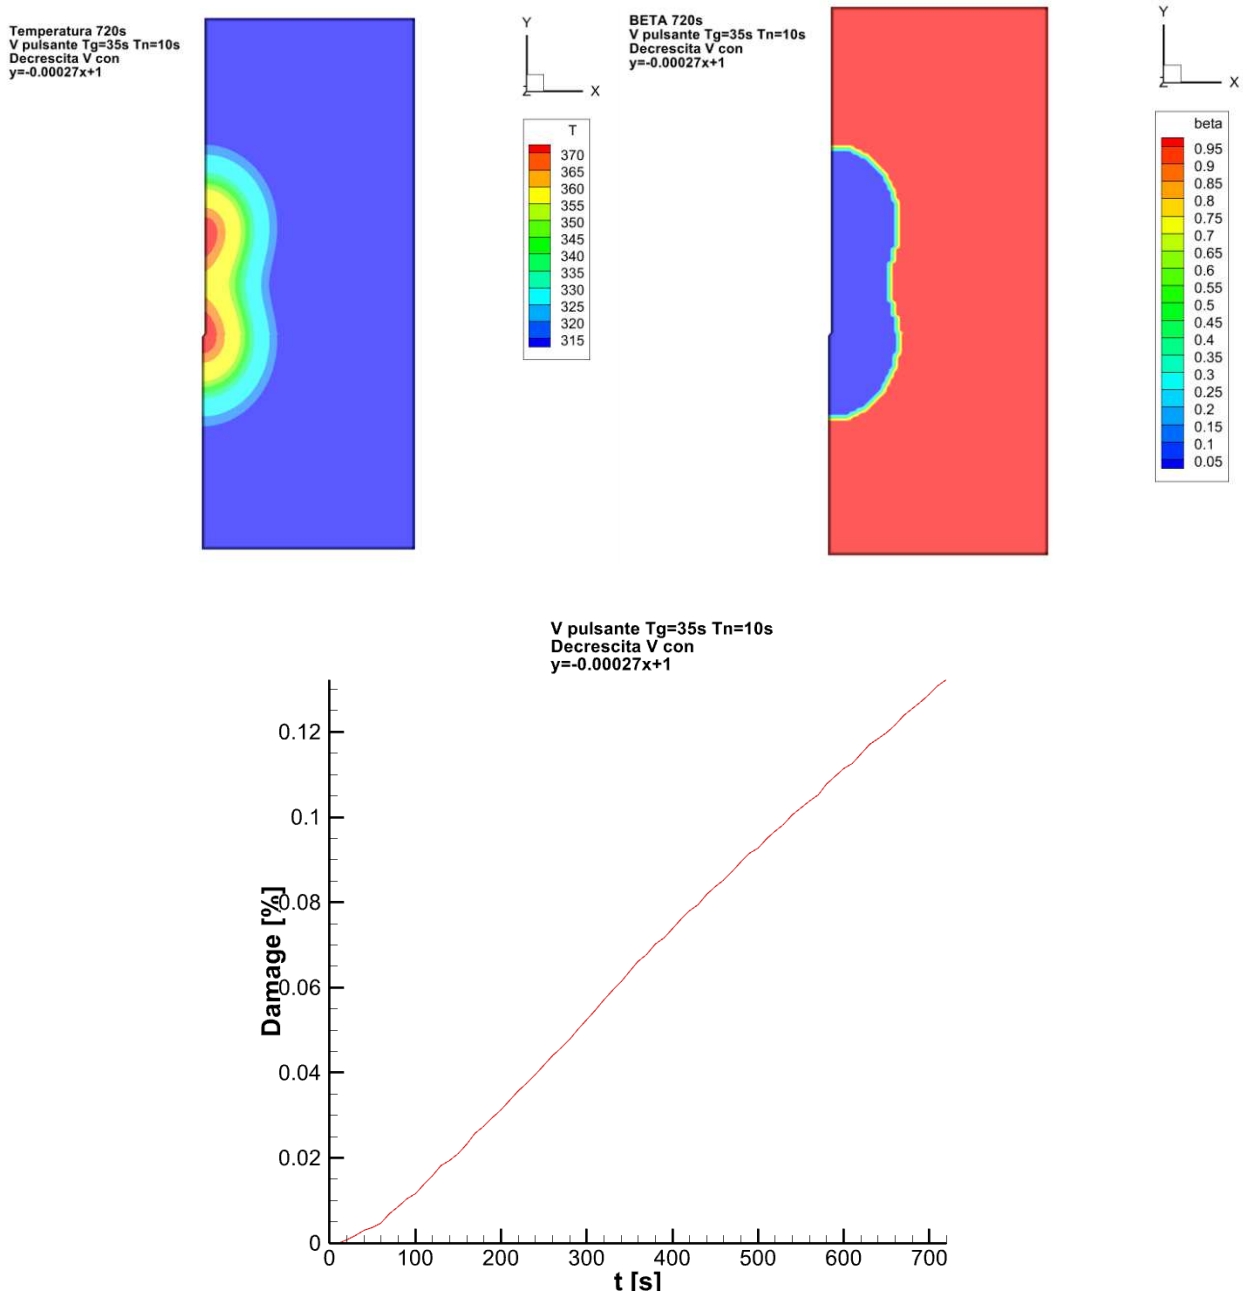 Temperatura 720s
V pulsante Tg=35s Tn=10s
Decrescita V con
y=-0.00027x+1
Y
Z
X
T
370
365
360
355
350
345
340
335
330
325
320
315
BETA 720s
V pulsante Tg=35s Tn=10s
Decrescita V con
y=-0.00027x+1
Y
Z
X
beta
0.95
0.9
0.85
0.8
0.75
0.7
0.65
0.6
0.55
0.5
0.45
0.4
0.35
0.3
0.25
0.2
0.15
0.1
0.05
V pulsante Tg=35s Tn=10s
Decrescita V con
y=-0.00027x+1
Damage [%]
0.12
0.1
0.08
0.06
0.04
0.02
0
0 100 200 300 400 500 600 700
t [s]